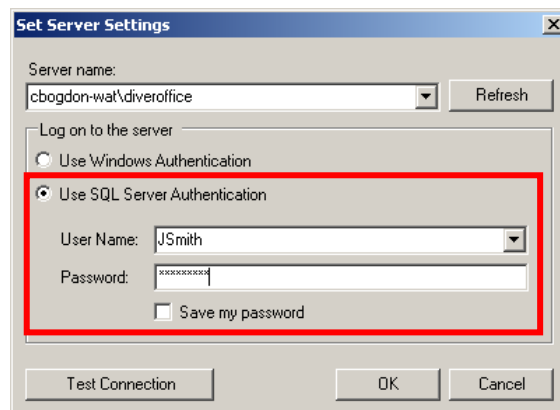 Set Server Settings
Server name:
cbogdon-wat\diveroffice
Refresh
Log on to the server
Use Windows Authentication
Use SQL Server Authentication
User Name: JSmith
Password: *********
Save my password
Test Connection OK Cancel